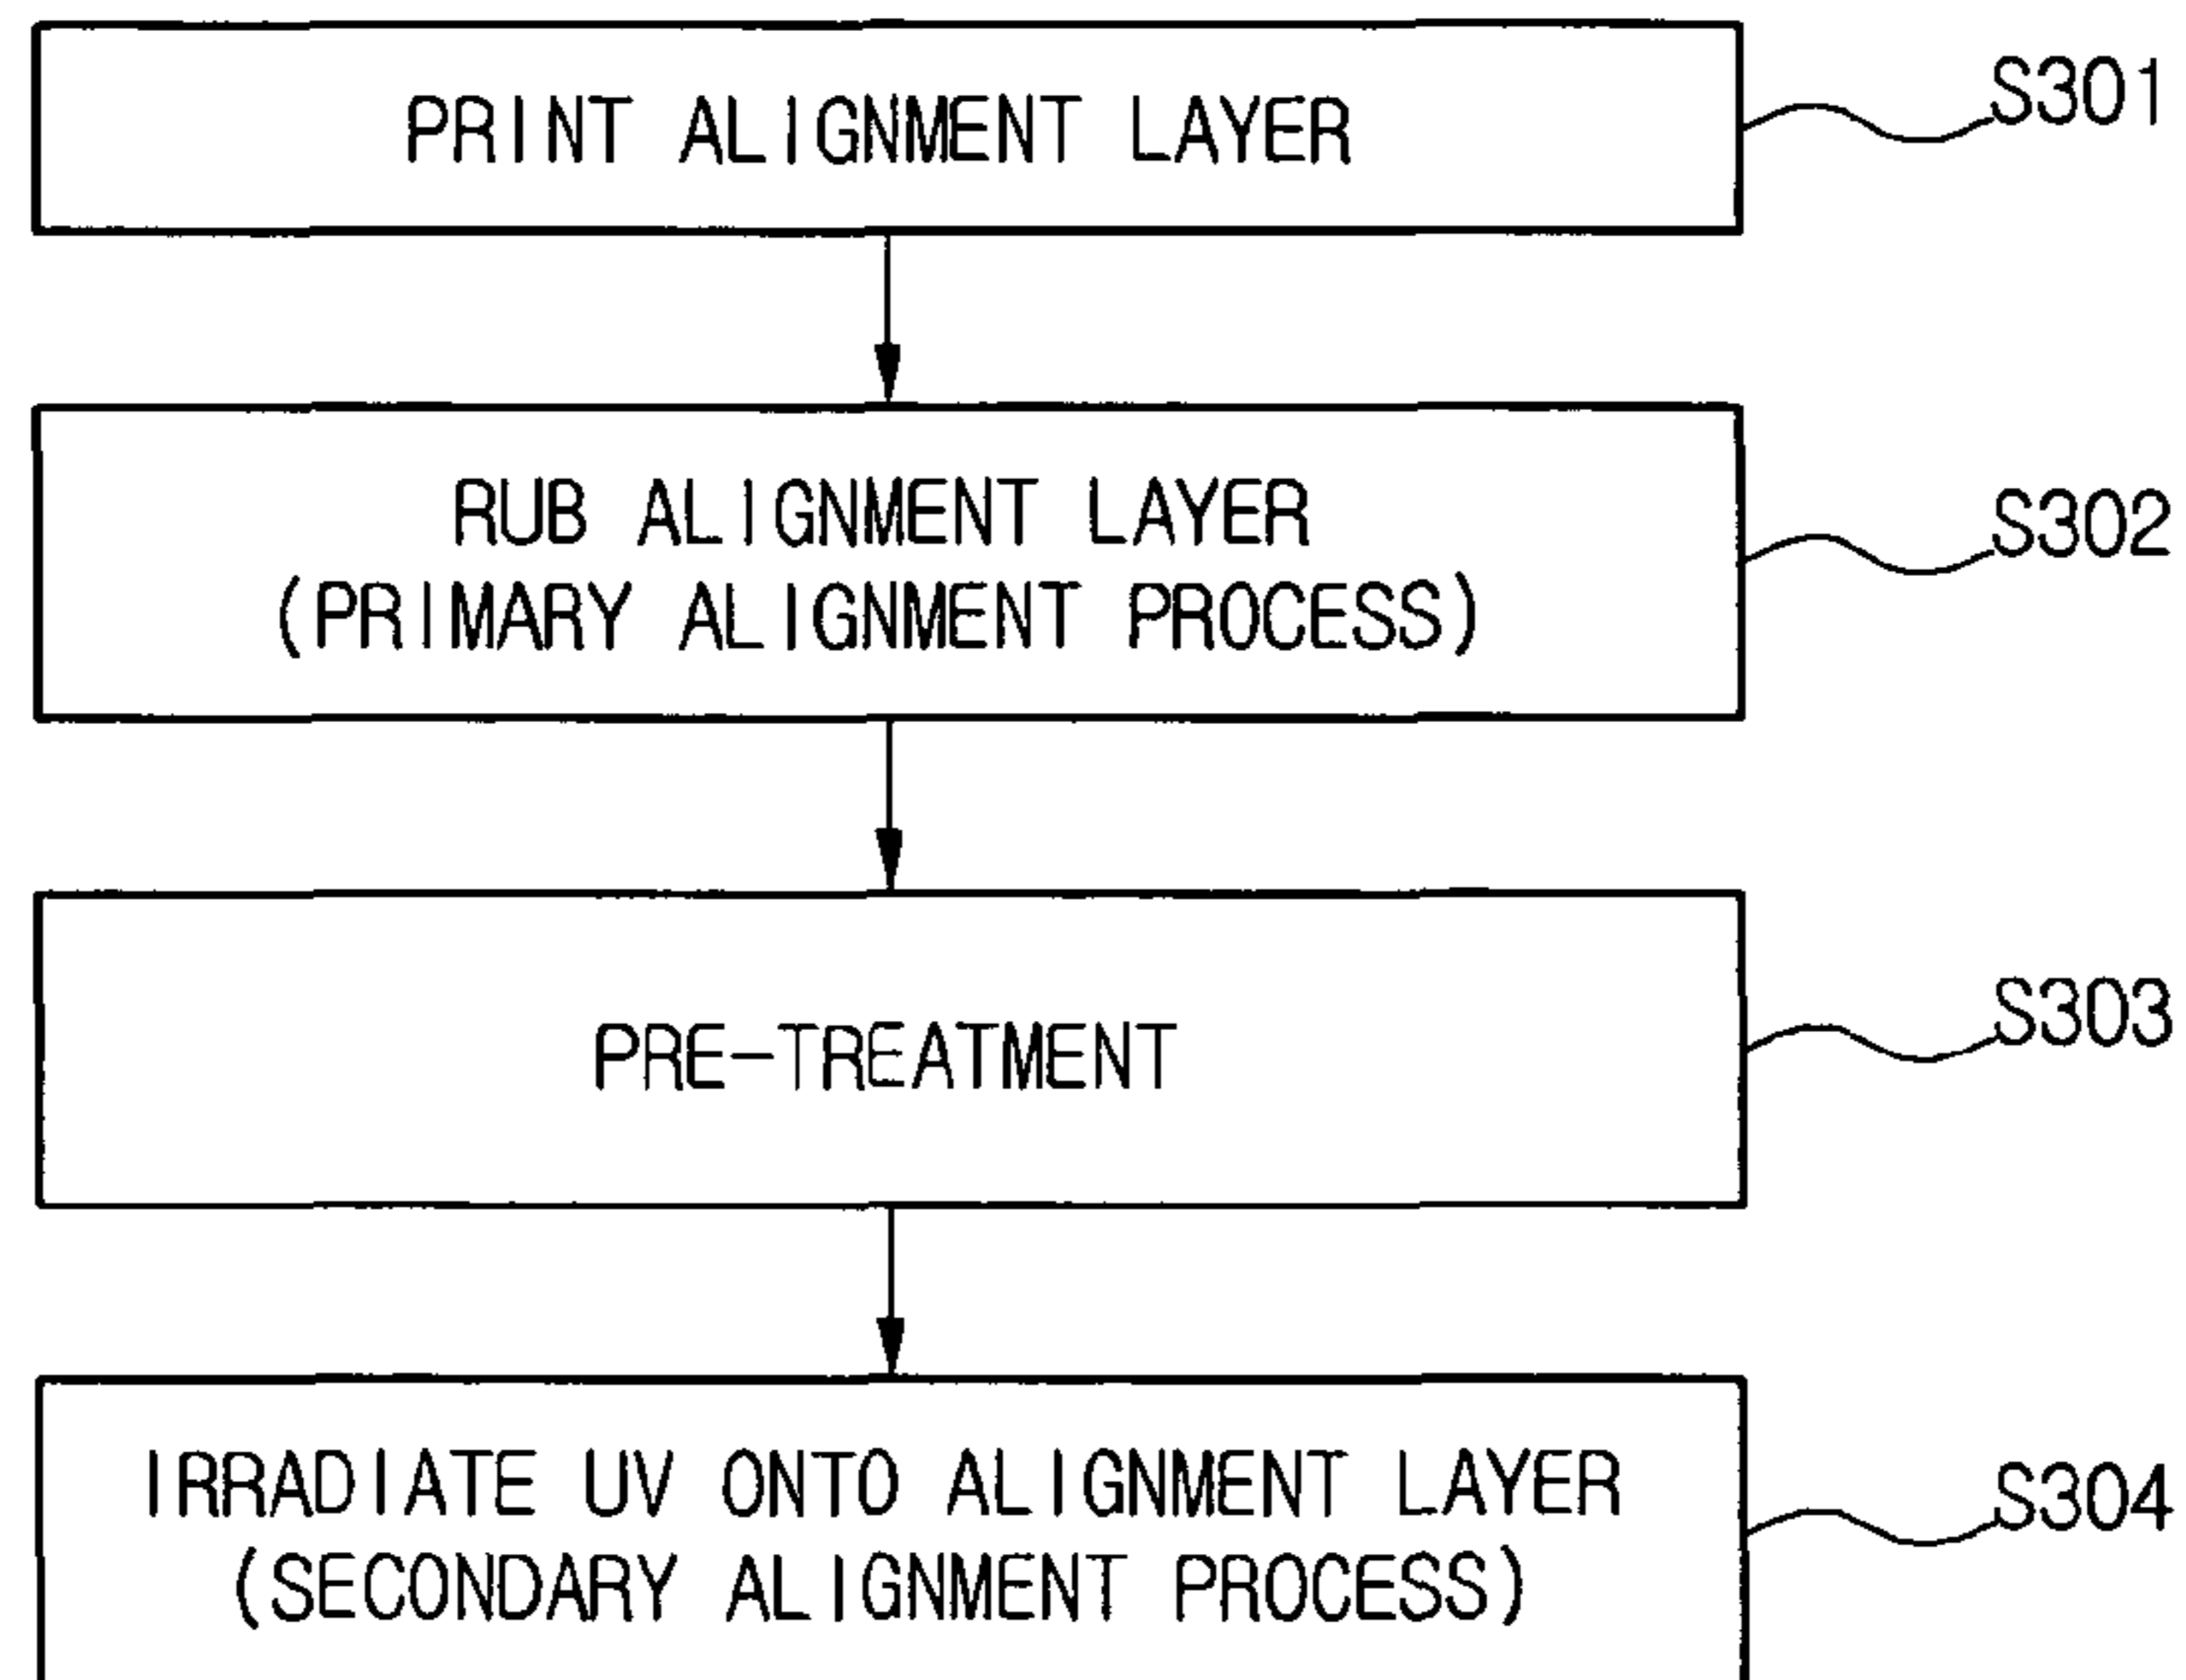 PRINT ALIGNMENT LAYER
S301
RUB ALIGNMENT LAYER
(PRIMARY ALIGNMENT PROCESS)
S302
PRE-TREATMENT
S303
IRRADIATE UV ONTO ALIGNMENT LAYER
(SECONDARY ALIGNMENT PROCESS)
S304